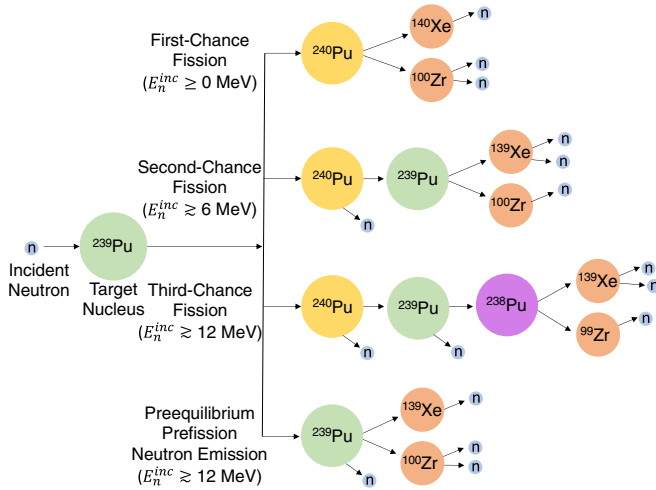 First-Chance
Fission
($E_n^{inc}$ ≥ 0 MeV)
²⁴⁰Pu
¹⁴⁰Xe
n
¹⁰⁰Zr
n
n
Second-Chance
Fission
($E_n^{inc}$ ≳ 6 MeV)
²⁴⁰Pu
n
²³⁹Pu
¹³⁹Xe
n
n
¹⁰⁰Zr
n
n
Incident
Neutron
²³⁹Pu
Target
Nucleus
Third-Chance
Fission
($E_n^{inc}$ ≳ 12 MeV)
²⁴⁰Pu
n
²³⁹Pu
n
²³⁸Pu
¹³⁹Xe
n
n
⁹⁹Zr
n
Preequilibrium
Prefission
Neutron Emission
($E_n^{inc}$ ≳ 12 MeV)
²³⁹Pu
n
¹³⁹Xe
n
¹⁰⁰Zr
n
n